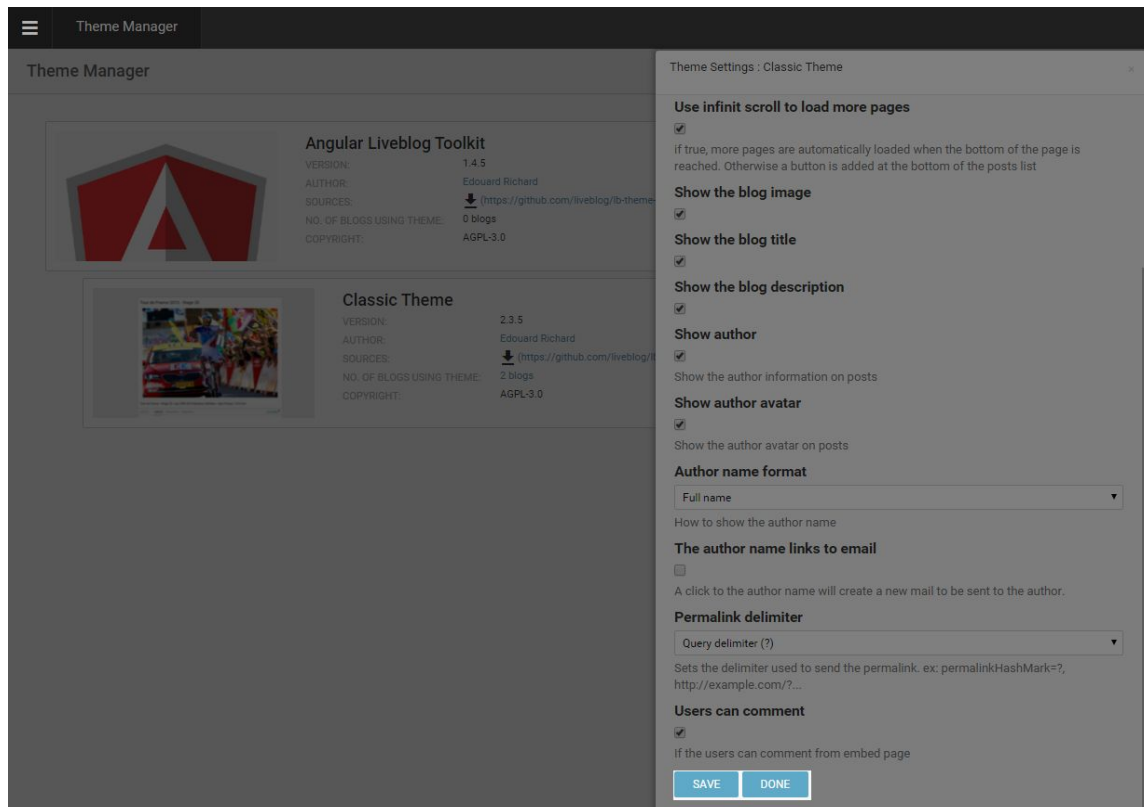 Theme Manager
Theme Manager
Angular Liveblog Toolkit
VERSION: 1.4.5
AUTHOR: Edouard Richard
SOURCES: (https://github.com/liveblog/lb-theme-
NO. OF BLOGS USING THEME: 0 blogs
COPYRIGHT: AGPL-3.0
Classic Theme
VERSION: 2.3.5
AUTHOR: Edouard Richard
SOURCES: (https://github.com/liveblog/
NO. OF BLOGS USING THEME: 2 blogs
COPYRIGHT: AGPL-3.0
Theme Settings : Classic Theme
Use infinit scroll to load more pages
if true, more pages are automatically loaded when the bottom of the page is
reached. Otherwise a button is added at the bottom of the posts list
Show the blog image
Show the blog title
Show the blog description
Show author
Show the author information on posts
Show author avatar
Show the author avatar on posts
Author name format
Full name
How to show the author name
The author name links to email
A click to the author name will create a new mail to be sent to the author.
Permalink delimiter
Query delimiter (?)
Sets the delimiter used to send the permalink. ex: permalinkHashMark=?,
http://example.com/?...
Users can comment
If the users can comment from embed page
SAVE DONE